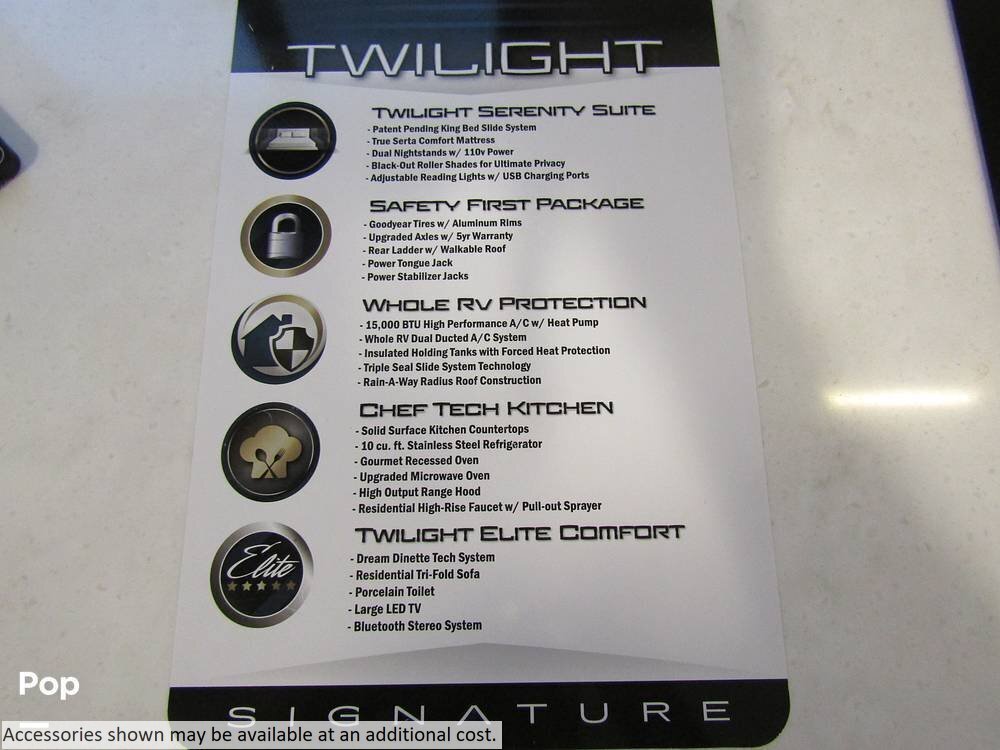 TWILIGHT
TWILIGHT SERENITY SUITE
- Patent Pending King Bed Slide System
- True Serta Comfort Mattress
- Dual Nightstands w/ 110v Power
- Black-Out Roller Shades for Ultimate Privacy
- Adjustable Reading Lights w/ USB Charging Ports
SAFETY FIRST PACKAGE
- Goodyear Tires w/ Aluminum Rims
- Upgraded Axles w/ 5yr Warranty
- Rear Ladder w/ Walkable Roof
- Power Tongue Jack
- Power Stabilizer Jacks
WHOLE RV PROTECTION
- 15,000 BTU High Performance A/C w/ Heat Pump
- Whole RV Dual Ducted A/C System
- Insulated Holding Tanks with Forced Heat Protection
- Triple Seal Slide System Technology
- Rain-A-Way Radius Roof Construction
CHEF TECH KITCHEN
- Solid Surface Kitchen Countertops
- 10 cu. ft. Stainless Steel Refrigerator
- Gourmet Recessed Oven
- Upgraded Microwave Oven
- High Output Range Hood
- Residential High-Rise Faucet w/ Pull-out Sprayer
Elite
TWILIGHT ELITE COMFORT
- Dream Dinette Tech System
- Residential Tri-Fold Sofa
- Porcelain Toilet
- Large LED TV
- Bluetooth Stereo System
SIGNATURE
Pop
Accessories shown may be available at an additional cost.